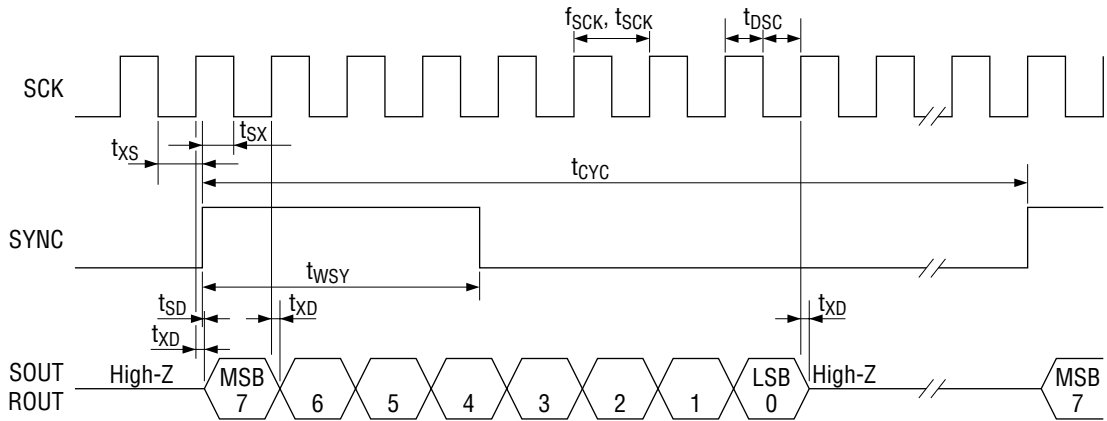 fSCK, tSCK
tDSC
SCK
tSX
tXS
tCYC
SYNC
tWSY
tSD
tXD
tXD
tXD
SOUT
ROUT
High-Z
MSB
7
6
5
4
3
2
1
LSB
0
High-Z
MSB
7